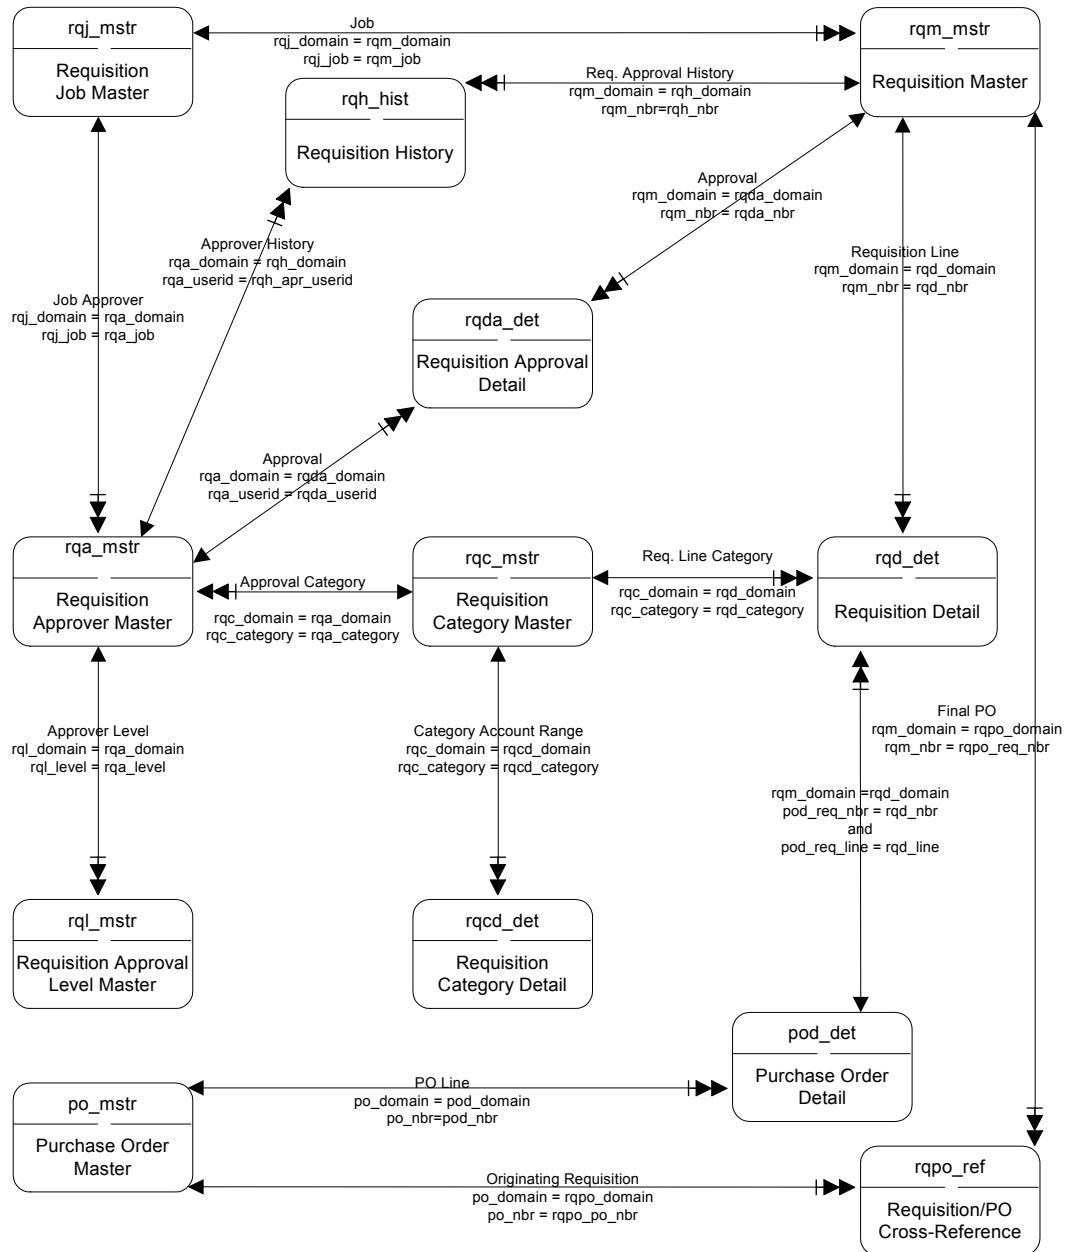 rqj_mstr
Requisition
Job Master
Job
rqj_domain = rqm_domain
rqj_job = rqm_job
rqm_mstr
Requisition Master
rqh_hist
Requisition History
Req. Approval History
rqm_domain = rqh_domain
rqm_nbr=rqh_nbr
Approval
rqm_domain = rqda_domain
rqm_nbr = rqda_nbr
Approver History
rqa_domain = rqh_domain
rqa_userid = rqh_apr_userid
Requisition Line
rqm_domain = rqd_domain
rqm_nbr = rqd_nbr
Job Approver
rqj_domain = rqa_domain
rqj_job = rqa_job
rqda_det
Requisition Approval
Detail
Approval
rqa_domain = rqda_domain
rqa_userid = rqda_userid
rqa_mstr
Requisition
Approver Master
Approval Category
rqc_domain = rqa_domain
rqc_category = rqa_category
rqc_mstr
Requisition
Category Master
Req. Line Category
rqc_domain = rqd_domain
rqc_category = rqd_category
rqd_det
Requisition Detail
Approver Level
rql_domain = rqa_domain
rql_level = rqa_level
Category Account Range
rqc_domain = rqcd_domain
rqc_category = rqcd_category
Final PO
rqm_domain = rqpo_domain
rqm_nbr = rqpo_req_nbr
rqm_domain =rqd_domain
pod_req_nbr = rqd_nbr
and
pod_req_line = rqd_line
rql_mstr
Requisition Approval
Level Master
rqcd_det
Requisition
Category Detail
pod_det
Purchase Order
Detail
PO Line
po_domain = pod_domain
po_nbr=pod_nbr
po_mstr
Purchase Order
Master
Originating Requisition
po_domain = rqpo_domain
po_nbr = rqpo_po_nbr
rqpo_ref
Requisition/PO
Cross-Reference